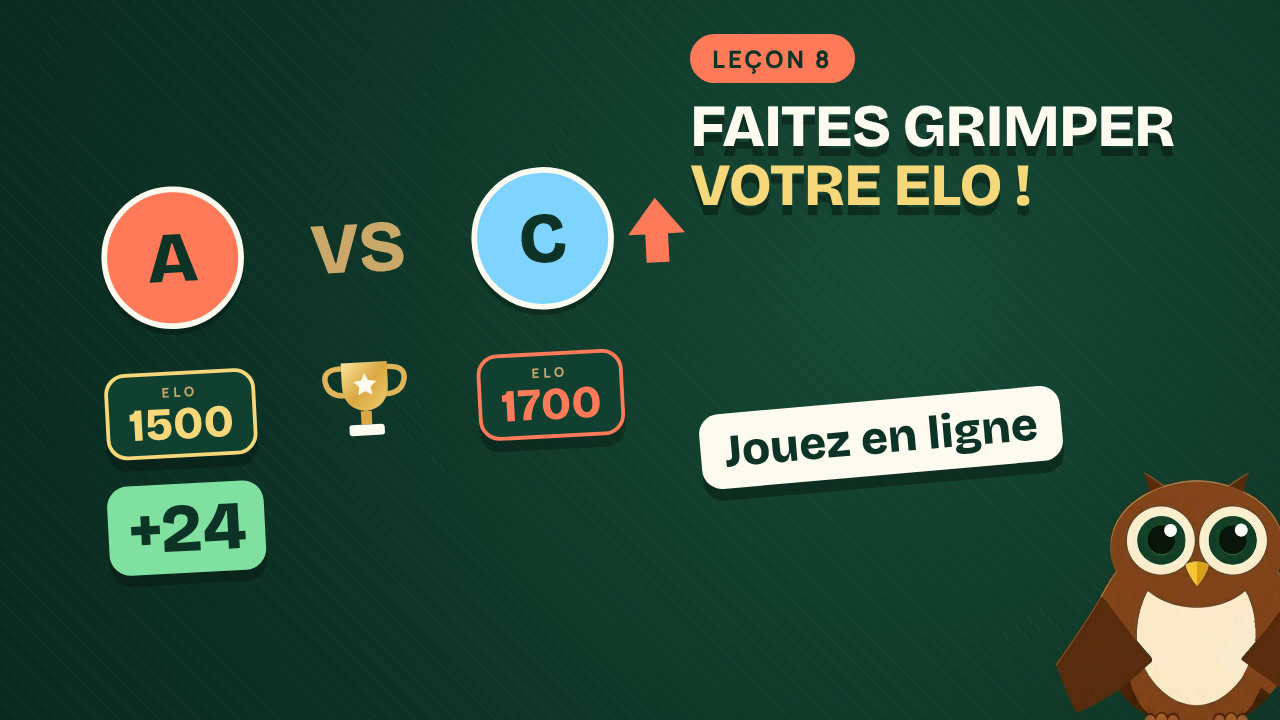 LEÇON 8
FAITES GRIMPER
VOTRE ELO !
A
VS
C
ELO
1500
ELO
1700
+24
Jouez en ligne